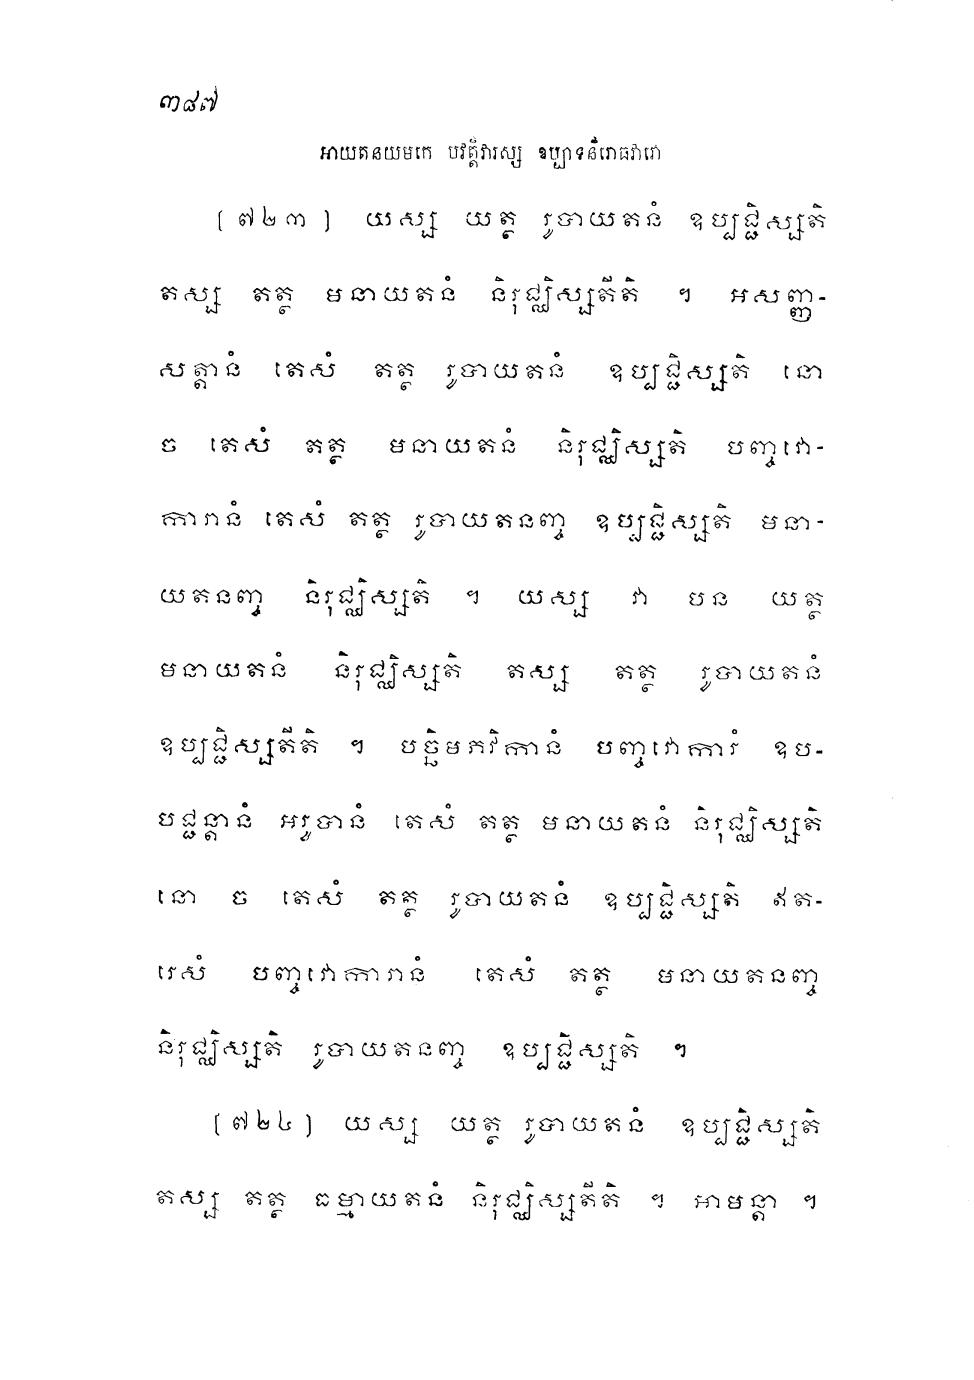 ៣៨៧
អាយតនយមកេ បវត្តិវារស្ស ឧប្បាទនិរោធវារោ
[ ៧២៣ ] យស្ស យត្ថ រូបាយតនំ ឧប្បជ្ជិស្សតិ
តស្ស តត្ថ មនាយតនំ និរុជ្ឈិស្សតីតិ ។ អសញ្ញ-
សត្តានំ តេសំ តត្ថ រូបាយតនំ ឧប្បជ្ជិស្សតិ នោ
ច តេសំ តត្ថ មនាយតនំ និរុជ្ឈិស្សតិ បញ្ចវោ-
ការានំ តេសំ តត្ថ រូបាយតនញ្ច ឧប្បជ្ជិស្សតិ មនា-
យតនញ្ច និរុជ្ឈិស្សតិ ។ យស្ស វា បន យត្ថ
មនាយតនំ និរុជ្ឈិស្សតិ តស្ស តត្ថ រូបាយតនំ
ឧប្បជ្ជិស្សតីតិ ។ បច្ឆិមភវិកានំ បញ្ចវោការំ ឧប-
បជ្ជន្តានំ អរូបានំ តេសំ តត្ថ មនាយតនំ និរុជ្ឈិស្សតិ
នោ ច តេសំ តត្ថ រូបាយតនំ ឧប្បជ្ជិស្សតិ ឥត-
រេសំ បញ្ចវោការានំ តេសំ តត្ថ មនាយតនញ្ច
និរុជ្ឈិស្សតិ រូបាយតនញ្ច ឧប្បជ្ជិស្សតិ ។
[ ៧២៤ ] យស្ស យត្ថ រូបាយតនំ ឧប្បជ្ជិស្សតិ
តស្ស តត្ថ ធម្មាយតនំ និរុជ្ឈិស្សតីតិ ។ អាមន្តា ។